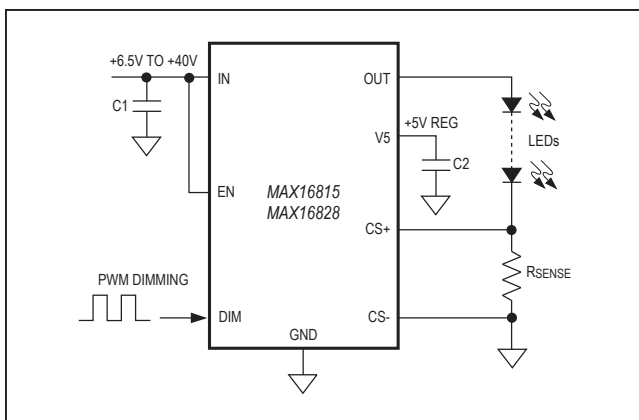 +6.5V TO +40V
IN
OUT
C1
+5V REG
V5
LEDs
C2
EN
MAX16815
MAX16828
CS+
RSENSE
PWM DIMMING
DIM
CS-
GND